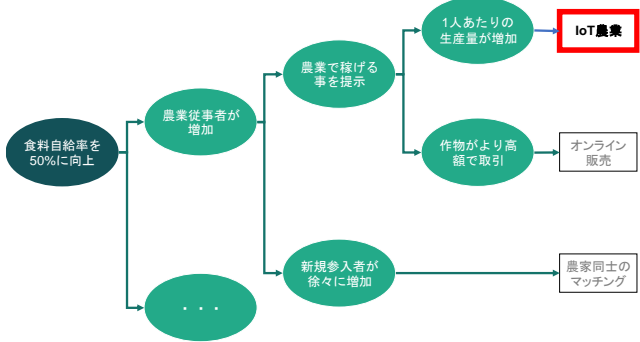 食料自給率を
50%に向上
農業従事者が
増加
・・・
農業で稼げる
事を提示
新規参入者が
徐々に増加
1人あたりの
生産量が増加
作物がより高
額で取引
IoT農業
オンライン
販売
農家同士の
マッチング